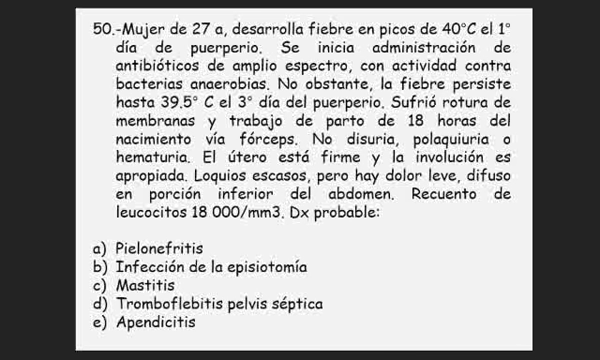 50.-Mujer de 27 a, desarrolla fiebre en picos de 40°C el 1°
día de puerperio. Se inicia administración de
antibióticos de amplio espectro, con actividad contra
bacterias anaerobias. No obstante, la fiebre persiste
hasta 39.5° C el 3° día del puerperio. Sufrió rotura de
membranas y trabajo de parto de 18 horas del
nacimiento vía fórceps. No disuria, polaquiuria o
hematuria. El útero está firme y la involución es
apropiada. Loquios escasos, pero hay dolor leve, difuso
en porción inferior del abdomen. Recuento de
leucocitos 18 000/mm3. Dx probable:
a) Pielonefritis
b) Infección de la episiotomía
c) Mastitis
d) Tromboflebitis pelvis séptica
e) Apendicitis